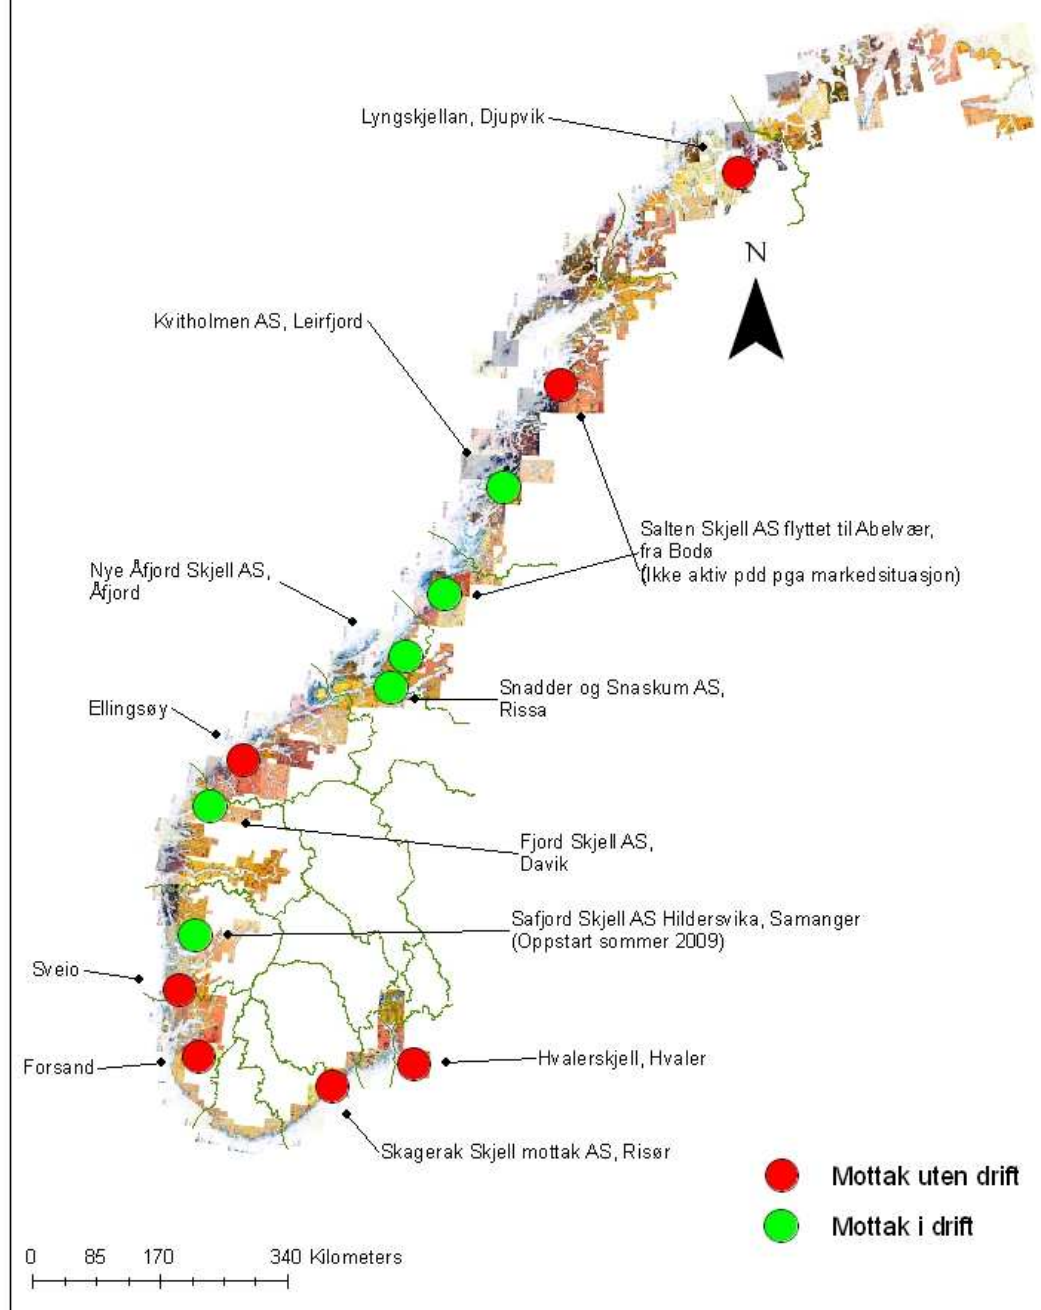 Lyngskjellan, Djupvik
N
Kvitholmen AS, Leirfjord
Salten Skjell AS flyttet til Abelvær,
fra Bodø
(Ikke aktiv pdd pga markedsituasjon)
Nye Åfjord Skjell AS,
Åfjord
Snadder og Snaskum AS,
Rissa
Ellingsøy
Fjord Skjell AS,
Davik
Safjord Skjell AS Hildersvika, Samanger
(Oppstart sommer 2009)
Sveio
Forsand
Hvalerskjell, Hvaler
Skagerak Skjell mottak AS, Risør
Mottak uten drift
Mottak i drift
0 85 170 340 Kilometers